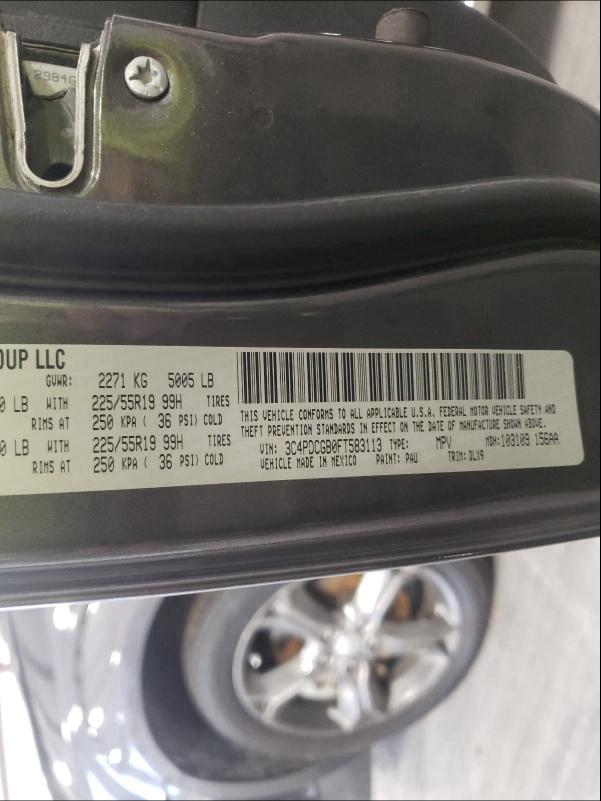 2984G
OUP LLC
GVWR: 2271 KG 5005 LB
0 LB WITH 225/55R19 99H TIRES
RIMS AT 250 KPA ( 36 PSI) COLD
0 LB WITH 225/55R19 99H TIRES
RIMS AT 250 KPA ( 36 PSI) COLD
THIS VEHICLE CONFORMS TO ALL APPLICABLE U.S.A. FEDERAL MOTOR VEHICLE SAFETY AND
THEFT PREVENTION STANDARDS IN EFFECT ON THE DATE OF MANUFACTURE SHOWN ABOVE.
VIN: 3C4PDCGB0FT583113 TYPE: MPV MDH: 103109 156AA
VEHICLE MADE IN MEXICO PAINT: PAU TRIM: DLX9